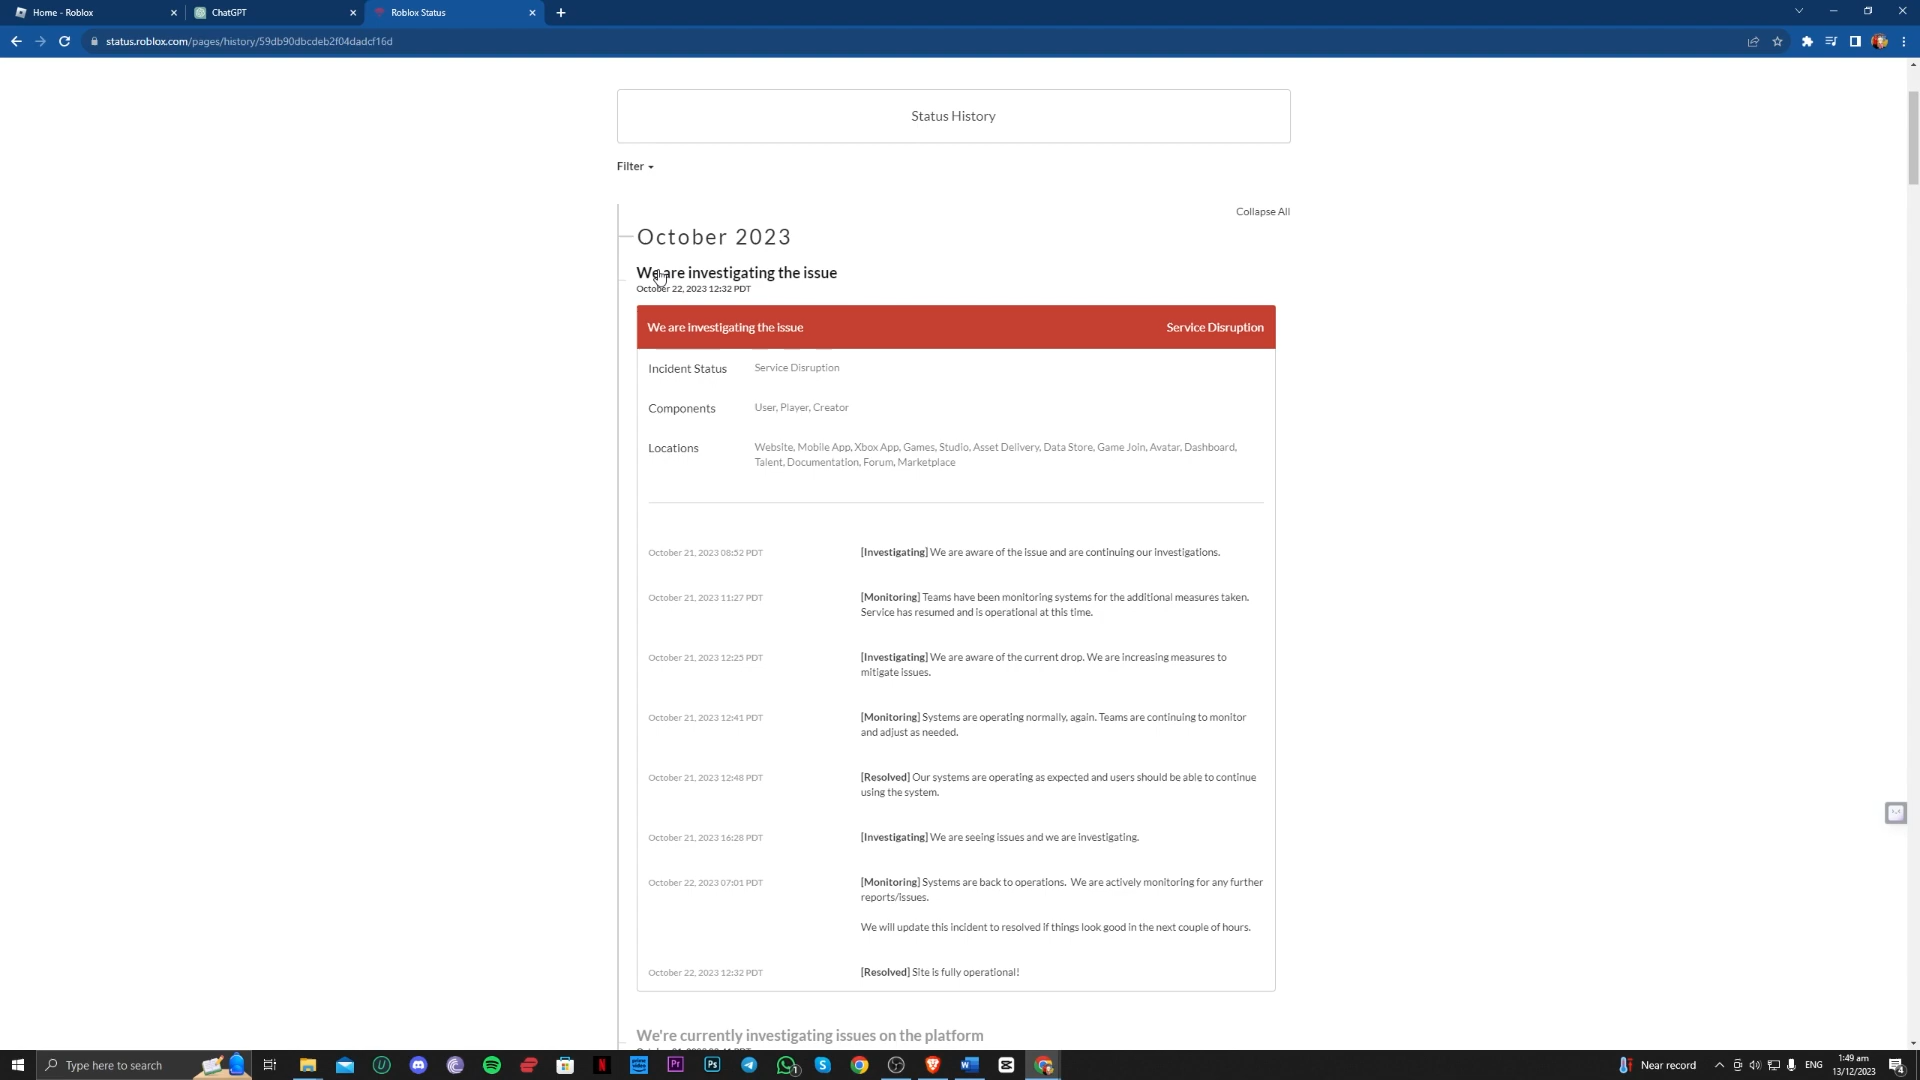 Home - Roblox
ChatGPT
Roblox Status
status.roblox.com/pages/history/59db90dbcdeb2f04dadcf16d
Status History
Filter
Collapse All
October 2023
We are investigating the issue
October 22, 2023 12:32 PDT
We are investigating the issue
Service Disruption
Incident Status
Service Disruption
Components
User, Player, Creator
Locations
Website, Mobile App, Xbox App, Games, Studio, Asset Delivery, Data Store, Game Join, Avatar, Dashboard,
Talent, Documentation, Forum, Marketplace
October 21, 2023 08:52 PDT
[Investigating] We are aware of the issue and are continuing our investigations.
October 21, 2023 11:27 PDT
[Monitoring] Teams have been monitoring systems for the additional measures taken.
Service has resumed and is operational at this time.
October 21, 2023 12:25 PDT
[Investigating] We are aware of the current drop. We are increasing measures to
mitigate issues.
October 21, 2023 12:41 PDT
[Monitoring] Systems are operating normally, again. Teams are continuing to monitor
and adjust as needed.
October 21, 2023 12:48 PDT
[Resolved] Our systems are operating as expected and users should be able to continue
using the system.
October 21, 2023 16:28 PDT
[Investigating] We are seeing issues and we are investigating.
October 22, 2023 07:01 PDT
[Monitoring] Systems are back to operations. We are actively monitoring for any further
reports/issues.
We will update this incident to resolved if things look good in the next couple of hours.
October 22, 2023 12:32 PDT
[Resolved] Site is fully operational!
We're currently investigating issues on the platform
Type here to search
Pr
Ps
Near record
ENG
1:49 am
13/12/2023